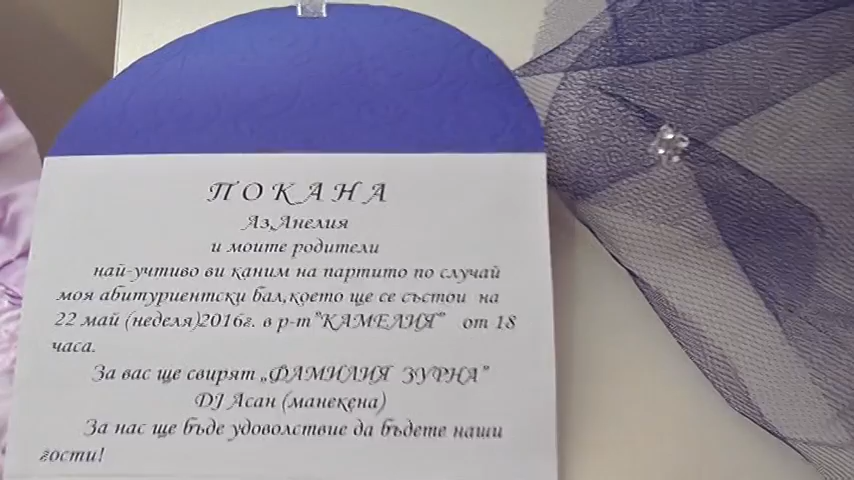 ПОКАНА
Аз,Анелия
и моите родители
най-учтиво ви каним на партито по случай
моя абитуриентски бал,което ще се състои на
22 май (неделя)2016г. в р-т "КАМЕЛИЯ" от 18
часа.
За вас ще свирят „ФАМИЛИЯ ЗУРНА"
DJ Асан (манекена)
За нас ще бъде удоволствие да бъдете наши
гости!